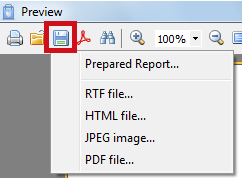 Preview
100%
Prepared Report...
RTF file...
HTML file...
JPEG image...
PDF file...